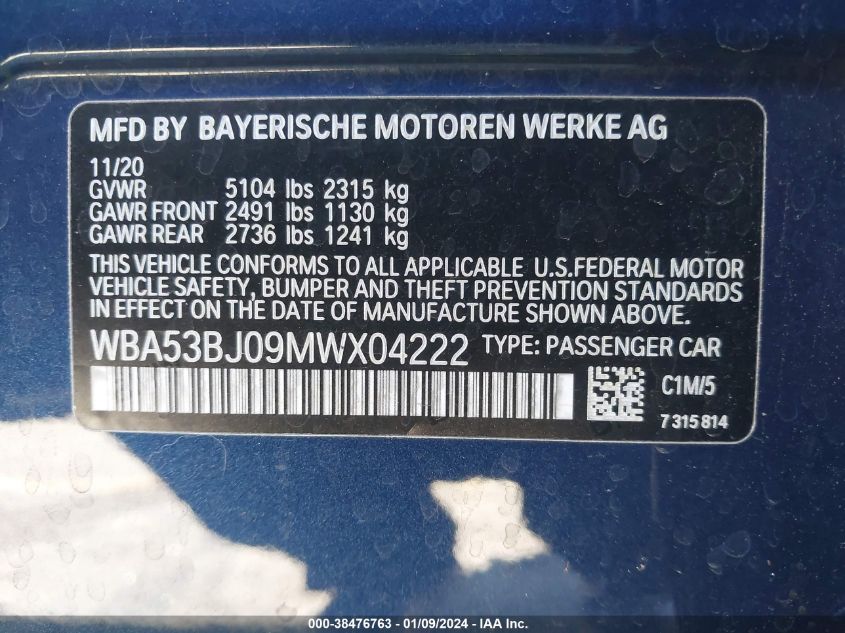 MFD BY BAYERISCHE MOTOREN WERKE AG
11/20
GVWR 5104 lbs 2315 kg
GAWR FRONT 2491 lbs 1130 kg
GAWR REAR 2736 lbs 1241 kg
THIS VEHICLE CONFORMS TO ALL APPLICABLE U.S.FEDERAL MOTOR
VEHICLE SAFETY, BUMPER AND THEFT PREVENTION STANDARDS
IN EFFECT ON THE DATE OF MANUFACTURE SHOWN ABOVE.
WBA53BJ09MWX04222 TYPE: PASSENGER CAR
C1M/5
7315814
000-38476763 - 01/09/2024 - IAA Inc.